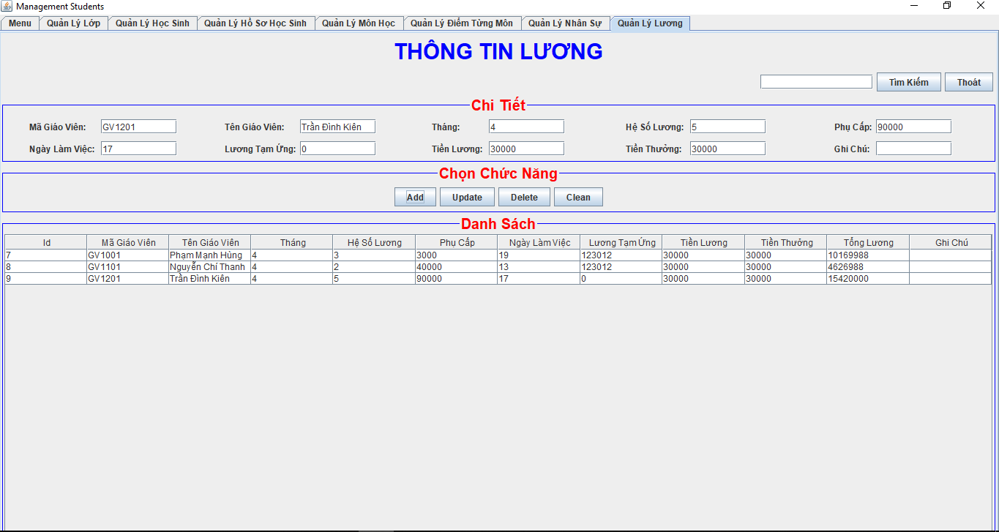 Management Students
Menu Quản Lý Lớp Quản Lý Học Sinh Quản Lý Hồ Sơ Học Sinh Quản Lý Môn Học Quản Lý Điểm Từng Môn Quản Lý Nhân Sự Quản Lý Lương
THÔNG TIN LƯƠNG
Tìm Kiếm Thoát
Chi Tiết
Mã Giáo Viên: GV1201 Tên Giáo Viên: Trần Đình Kiên Tháng: 4 Hệ Số Lương: 5 Phụ Cấp: 90000
Ngày Làm Việc: 17 Lương Tạm Ứng: 0 Tiền Lương: 30000 Tiền Thưởng: 30000 Ghi Chú:
Chọn Chức Năng
Add Update Delete Clean
Danh Sách
Id Mã Giáo Viên Tên Giáo Viên Tháng Hệ Số Lương Phụ Cấp Ngày Làm Việc Lương Tạm Ứng Tiền Lương Tiền Thưởng Tổng Lương Ghi Chú
7 GV1001 Phạm Mạnh Hùng 4 3 3000 19 123012 30000 30000 10169988
8 GV1101 Nguyễn Chí Thanh 4 2 40000 13 123012 30000 30000 4626988
9 GV1201 Trần Đình Kiên 4 5 90000 17 0 30000 30000 15420000